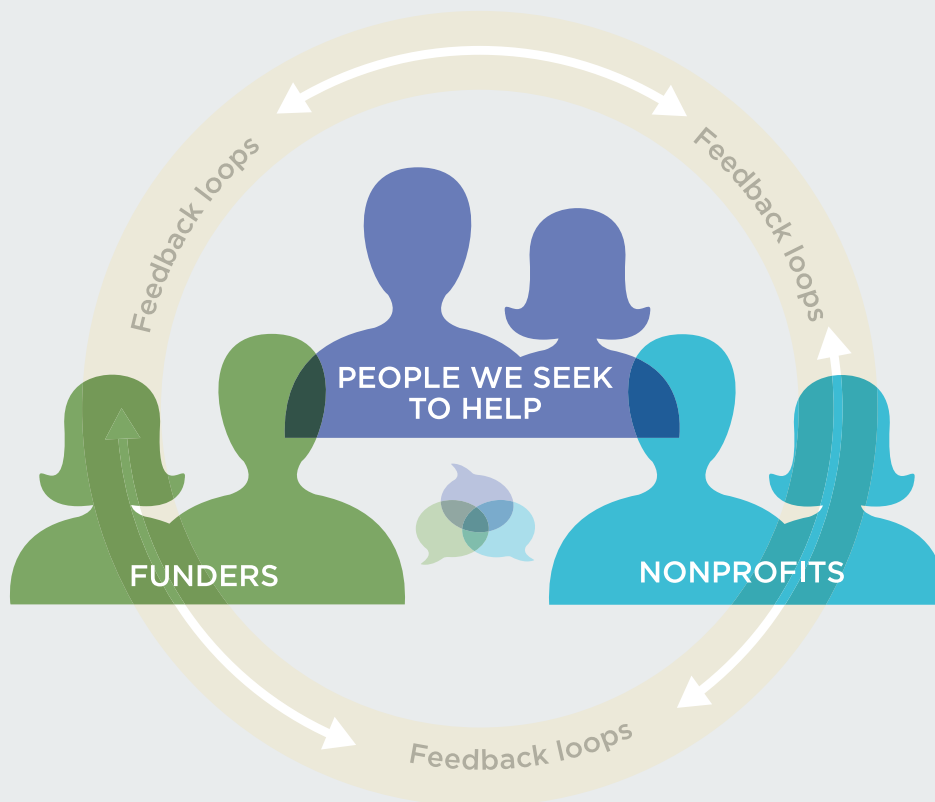 Feedback loops
Feedback loops
PEOPLE WE SEEK
TO HELP
FUNDERS
NONPROFITS
Feedback loops